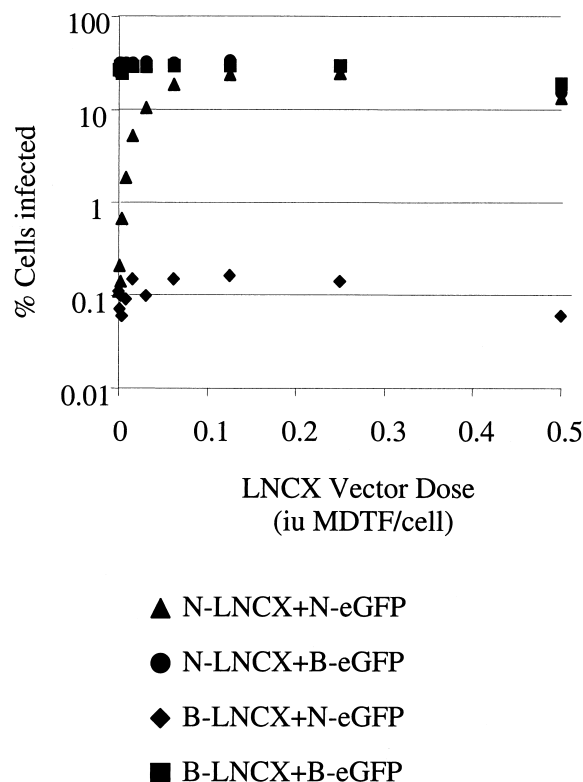 100
10
1
0.1
0.01
% Cells infected
0 0.1 0.2 0.3 0.4 0.5
LNCX Vector Dose
(iu MDTF/cell)
N-LNCX+N-eGFP
N-LNCX+B-eGFP
B-LNCX+N-eGFP
B-LNCX+B-eGFP